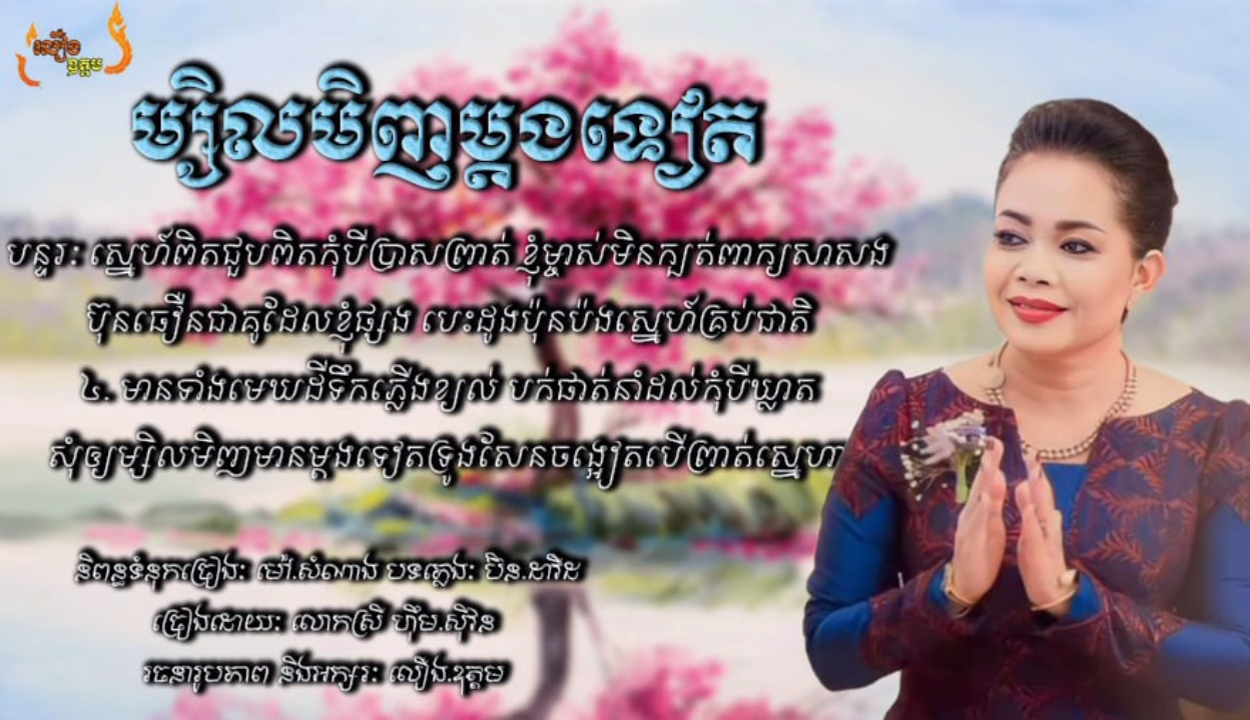 លឿង
ឧត្តម
ម្សិលមិញម្តងទៀត
បន្ទរ: ស្នេហ៍ពិតជួបពិតកុំបីប្រាសព្រាត់ ខ្ញុំម្ចាស់មិនក្បត់ពាក្យសាសង
ប៊ុនធឿនជាគូដែលខ្ញុំផ្សង បេះដូងប៉ុនប៉ងស្នេហ៍គ្រប់ជាតិ
៤. មានទាំងមេឃដីទឹកភ្លើងខ្យល់ បក់ផាត់នាំដល់កុំបីឃ្លាត
សុំឲ្យម្សិលមិញមានម្តងទៀតទ្រូងសែនចង្អៀតបើព្រាត់ស្នេហា
និពន្ធទំនុកច្រៀង: ម៉ៅ.សំណាង បទភ្លេង: ប៊ិន.ដាវិដ
ច្រៀងដោយ: លោកស្រី ហ៊ឹម.ស៊ីវន
រចនារូបភាព និងអក្សរ: លឿង.ឧត្តម